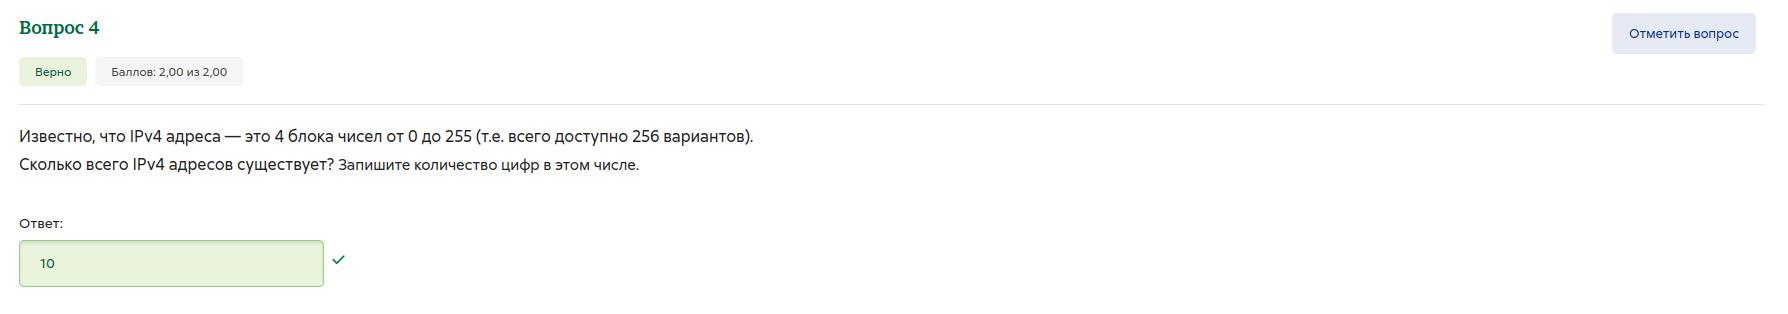 Вопрос 4
Отметить вопрос
Верно
Баллов: 2,00 из 2,00
Известно, что IPv4 адреса — это 4 блока чисел от 0 до 255 (т.е. всего доступно 256 вариантов).
Сколько всего IPv4 адресов существует? Запишите количество цифр в этом числе.
Ответ:
10